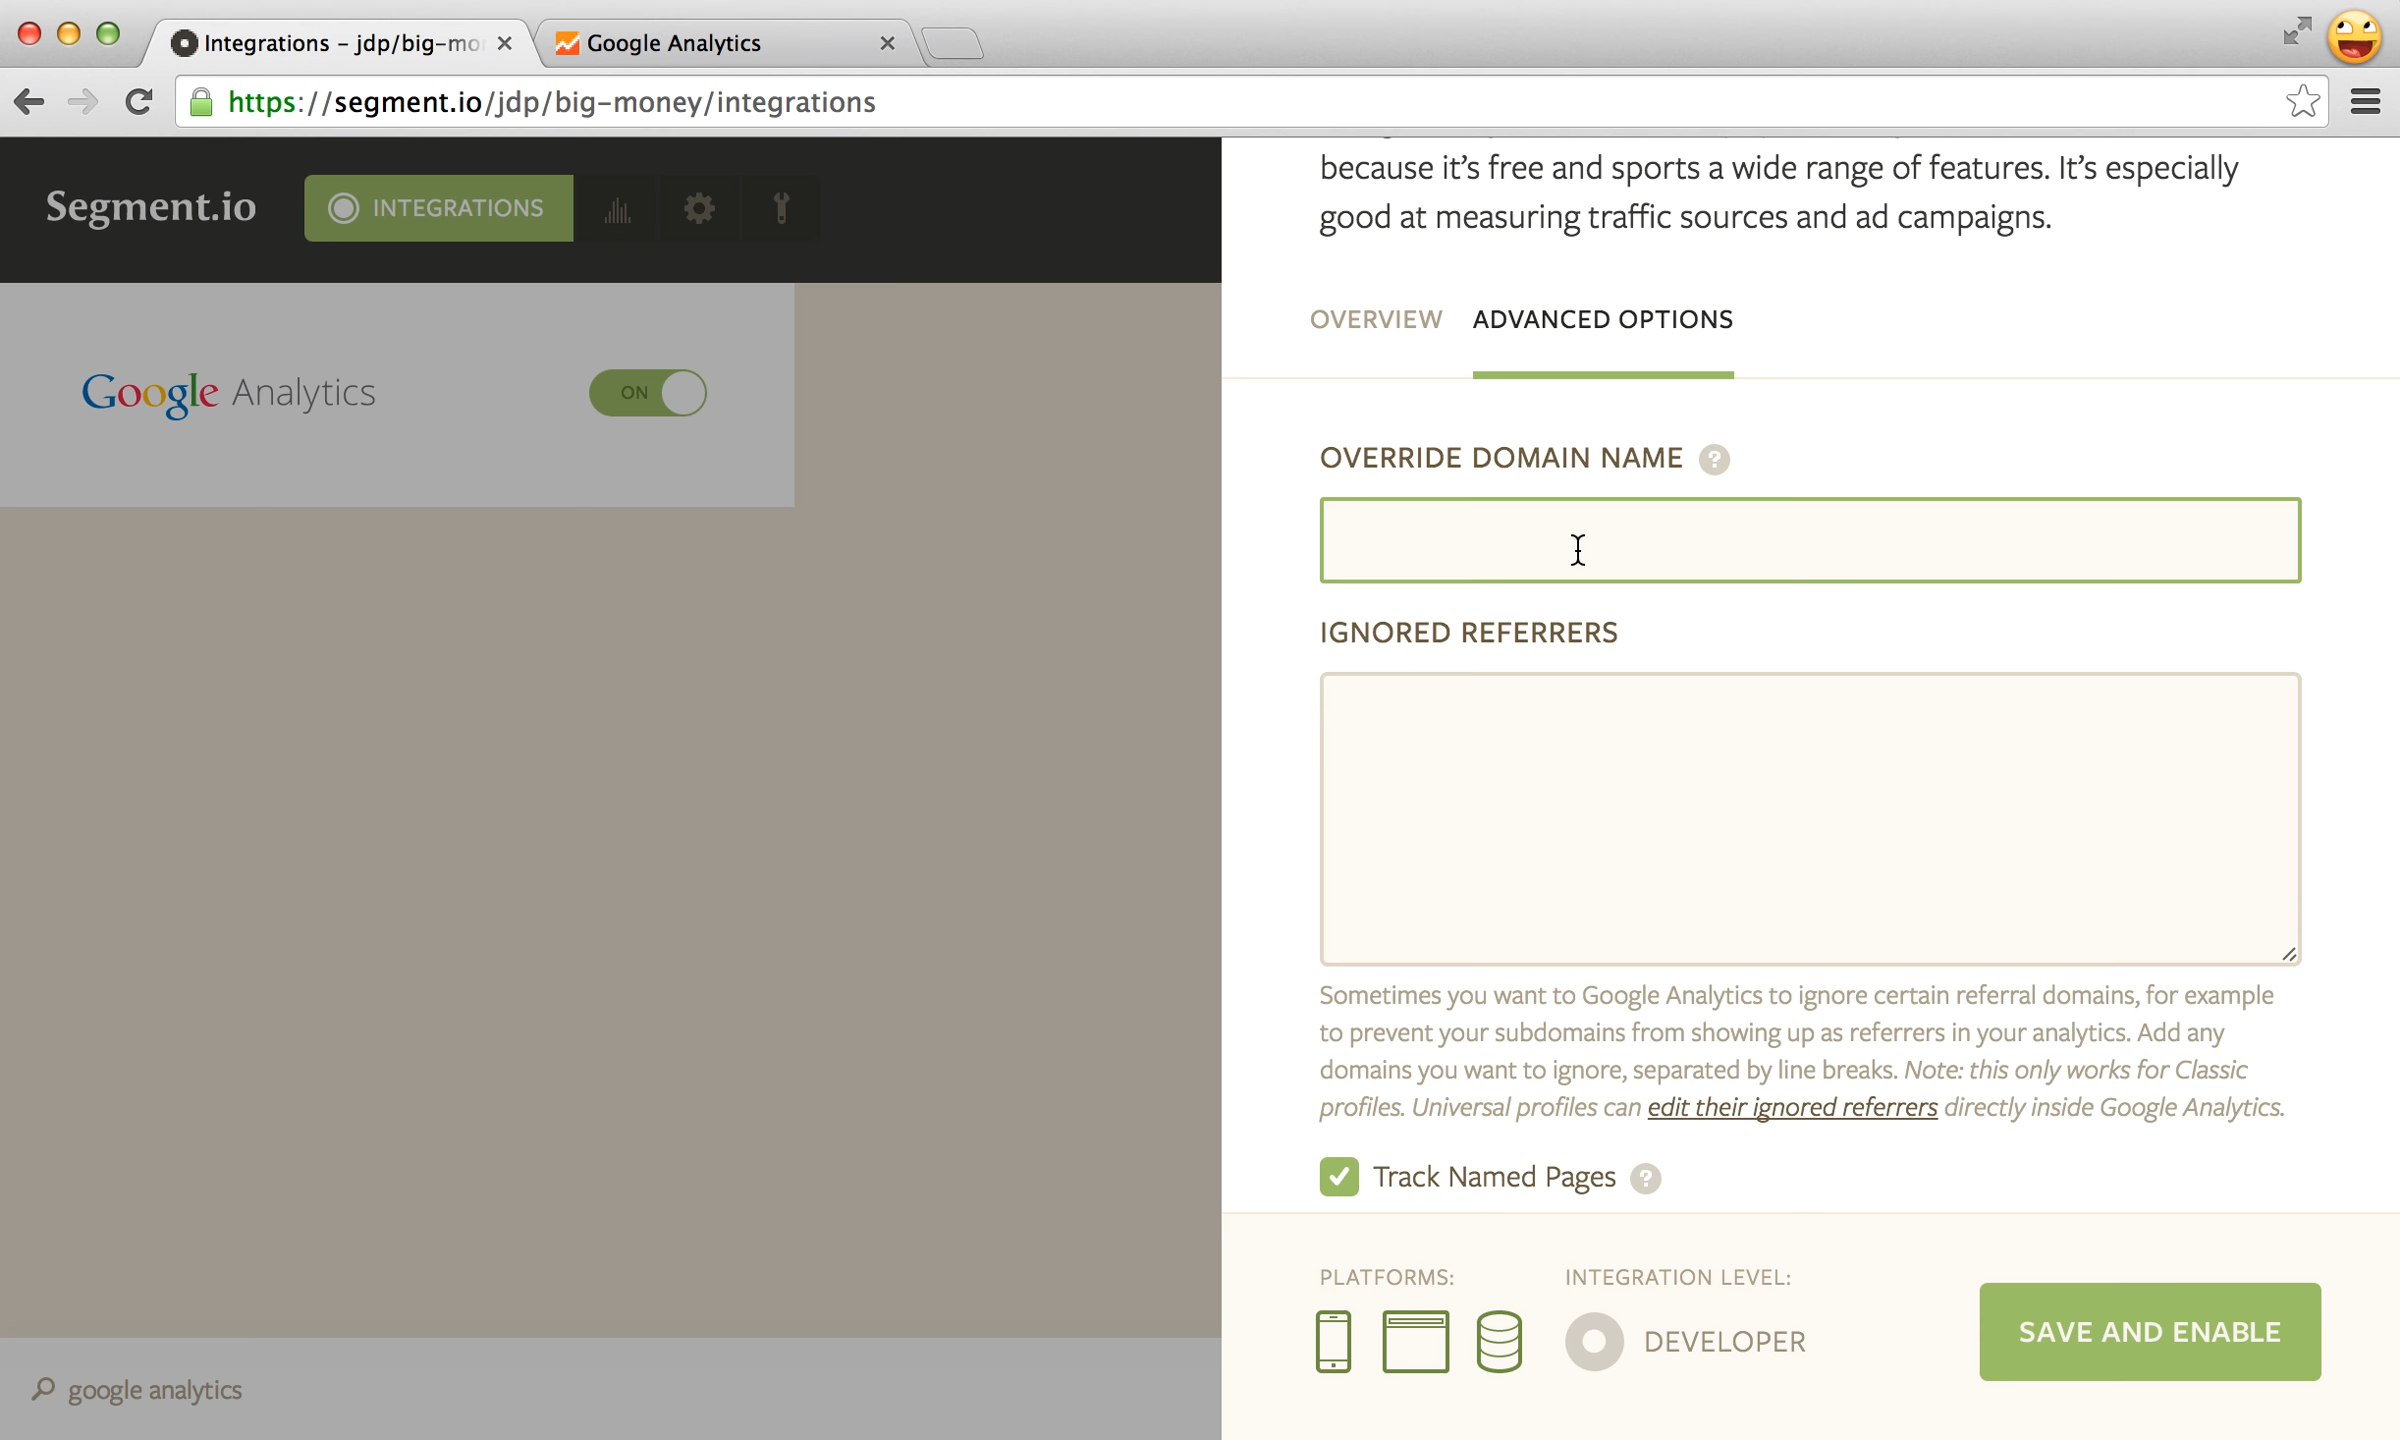 Integrations – jdp/big-mo
Google Analytics
https://segment.io/jdp/big-money/integrations
Segment.io
INTEGRATIONS
Google Analytics
ON
google analytics
because it's free and sports a wide range of features. It's especially
good at measuring traffic sources and ad campaigns.
OVERVIEW ADVANCED OPTIONS
OVERRIDE DOMAIN NAME ?
IGNORED REFERRERS
Sometimes you want to Google Analytics to ignore certain referral domains, for example
to prevent your subdomains from showing up as referrers in your analytics. Add any
domains you want to ignore, separated by line breaks. Note: this only works for Classic
profiles. Universal profiles can edit their ignored referrers directly inside Google Analytics.
Track Named Pages ?
PLATFORMS:
INTEGRATION LEVEL:
DEVELOPER
SAVE AND ENABLE